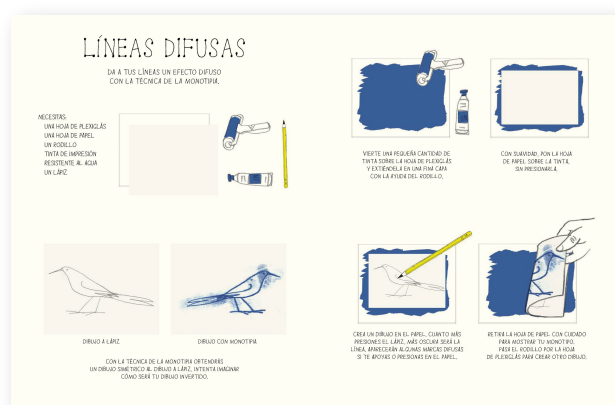 LÍNEAS DIFUSAS
DA A TUS LÍNEAS UN EFECTO DIFUSO
CON LA TÉCNICA DE LA MONOTIPIA.
NECESITAS:
UNA HOJA DE PLEXIGLÁS
UNA HOJA DE PAPEL
UN RODILLO
TINTA DE IMPRESIÓN
RESISTENTE AL AGUA
UN LÁPIZ
DIBUJO A LÁPIZ
DIBUJO CON MONOTIPIA
CON LA TÉCNICA DE LA MONOTIPIA OBTENDRÁS
UN DIBUJO SIMÉTRICO AL DIBUJO A LÁPIZ. INTENTA IMAGINAR
CÓMO SERÁ TU DIBUJO INVERTIDO.
VIERTE UNA PEQUEÑA CANTIDAD DE
TINTA SOBRE LA HOJA DE PLEXIGLÁS
Y EXTIÉNDELA EN UNA FINA CAPA
CON LA AYUDA DEL RODILLO.
CON SUAVIDAD, PON LA HOJA
DE PAPEL SOBRE LA TINTA,
SIN PRESIONARLA.
CREA UN DIBUJO EN EL PAPEL. CUANTO MÁS
PRESIONES EL LÁPIZ, MÁS OSCURA SERÁ LA
LÍNEA. APARECERÁN ALGUNAS MARCAS DIFUSAS
SI TE APOYAS O PRESIONAS EN EL PAPEL.
RETIRA LA HOJA DE PAPEL CON CUIDADO
PARA MOSTRAR TU MONOTIPO.
PASA EL RODILLO POR LA HOJA
DE PLEXIGLÁS PARA CREAR OTRO DIBUJO.